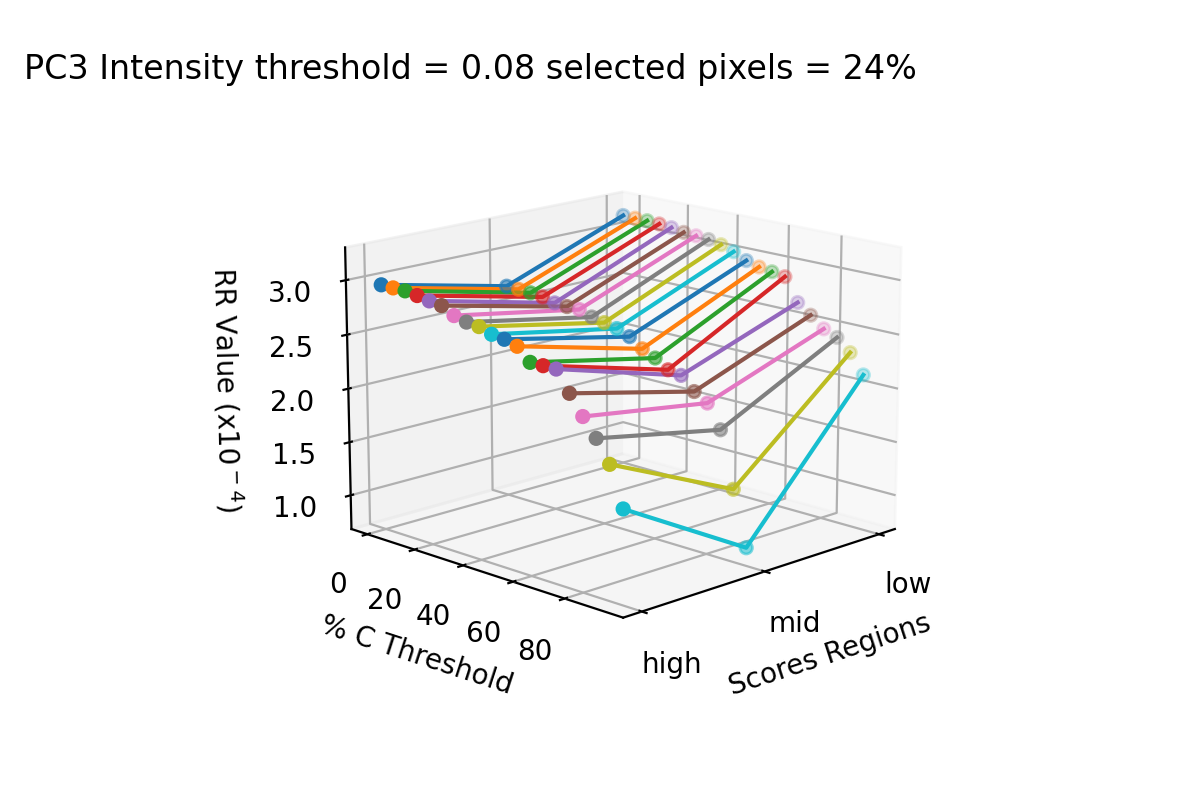 PC3 Intensity threshold = 0.08 selected pixels = 24%
RR Value (x10⁻⁴)
3.0
2.5
2.0
1.5
1.0
0
20
40
60
80
% C Threshold
high
mid
low
Scores Regions